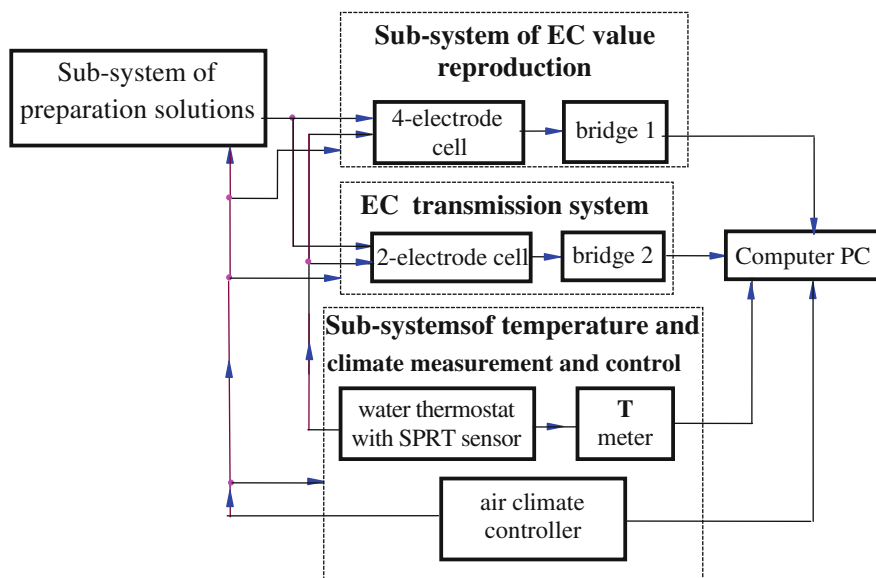 Sub-system of
preparation solutions
Sub-system of EC value
reproduction
4-electrode
cell
bridge 1
EC transmission system
2-electrode cell
bridge 2
Computer PC
Sub-systemsof temperature and
climate measurement and control
water thermostat
with SPRT sensor
T
meter
air climate
controller